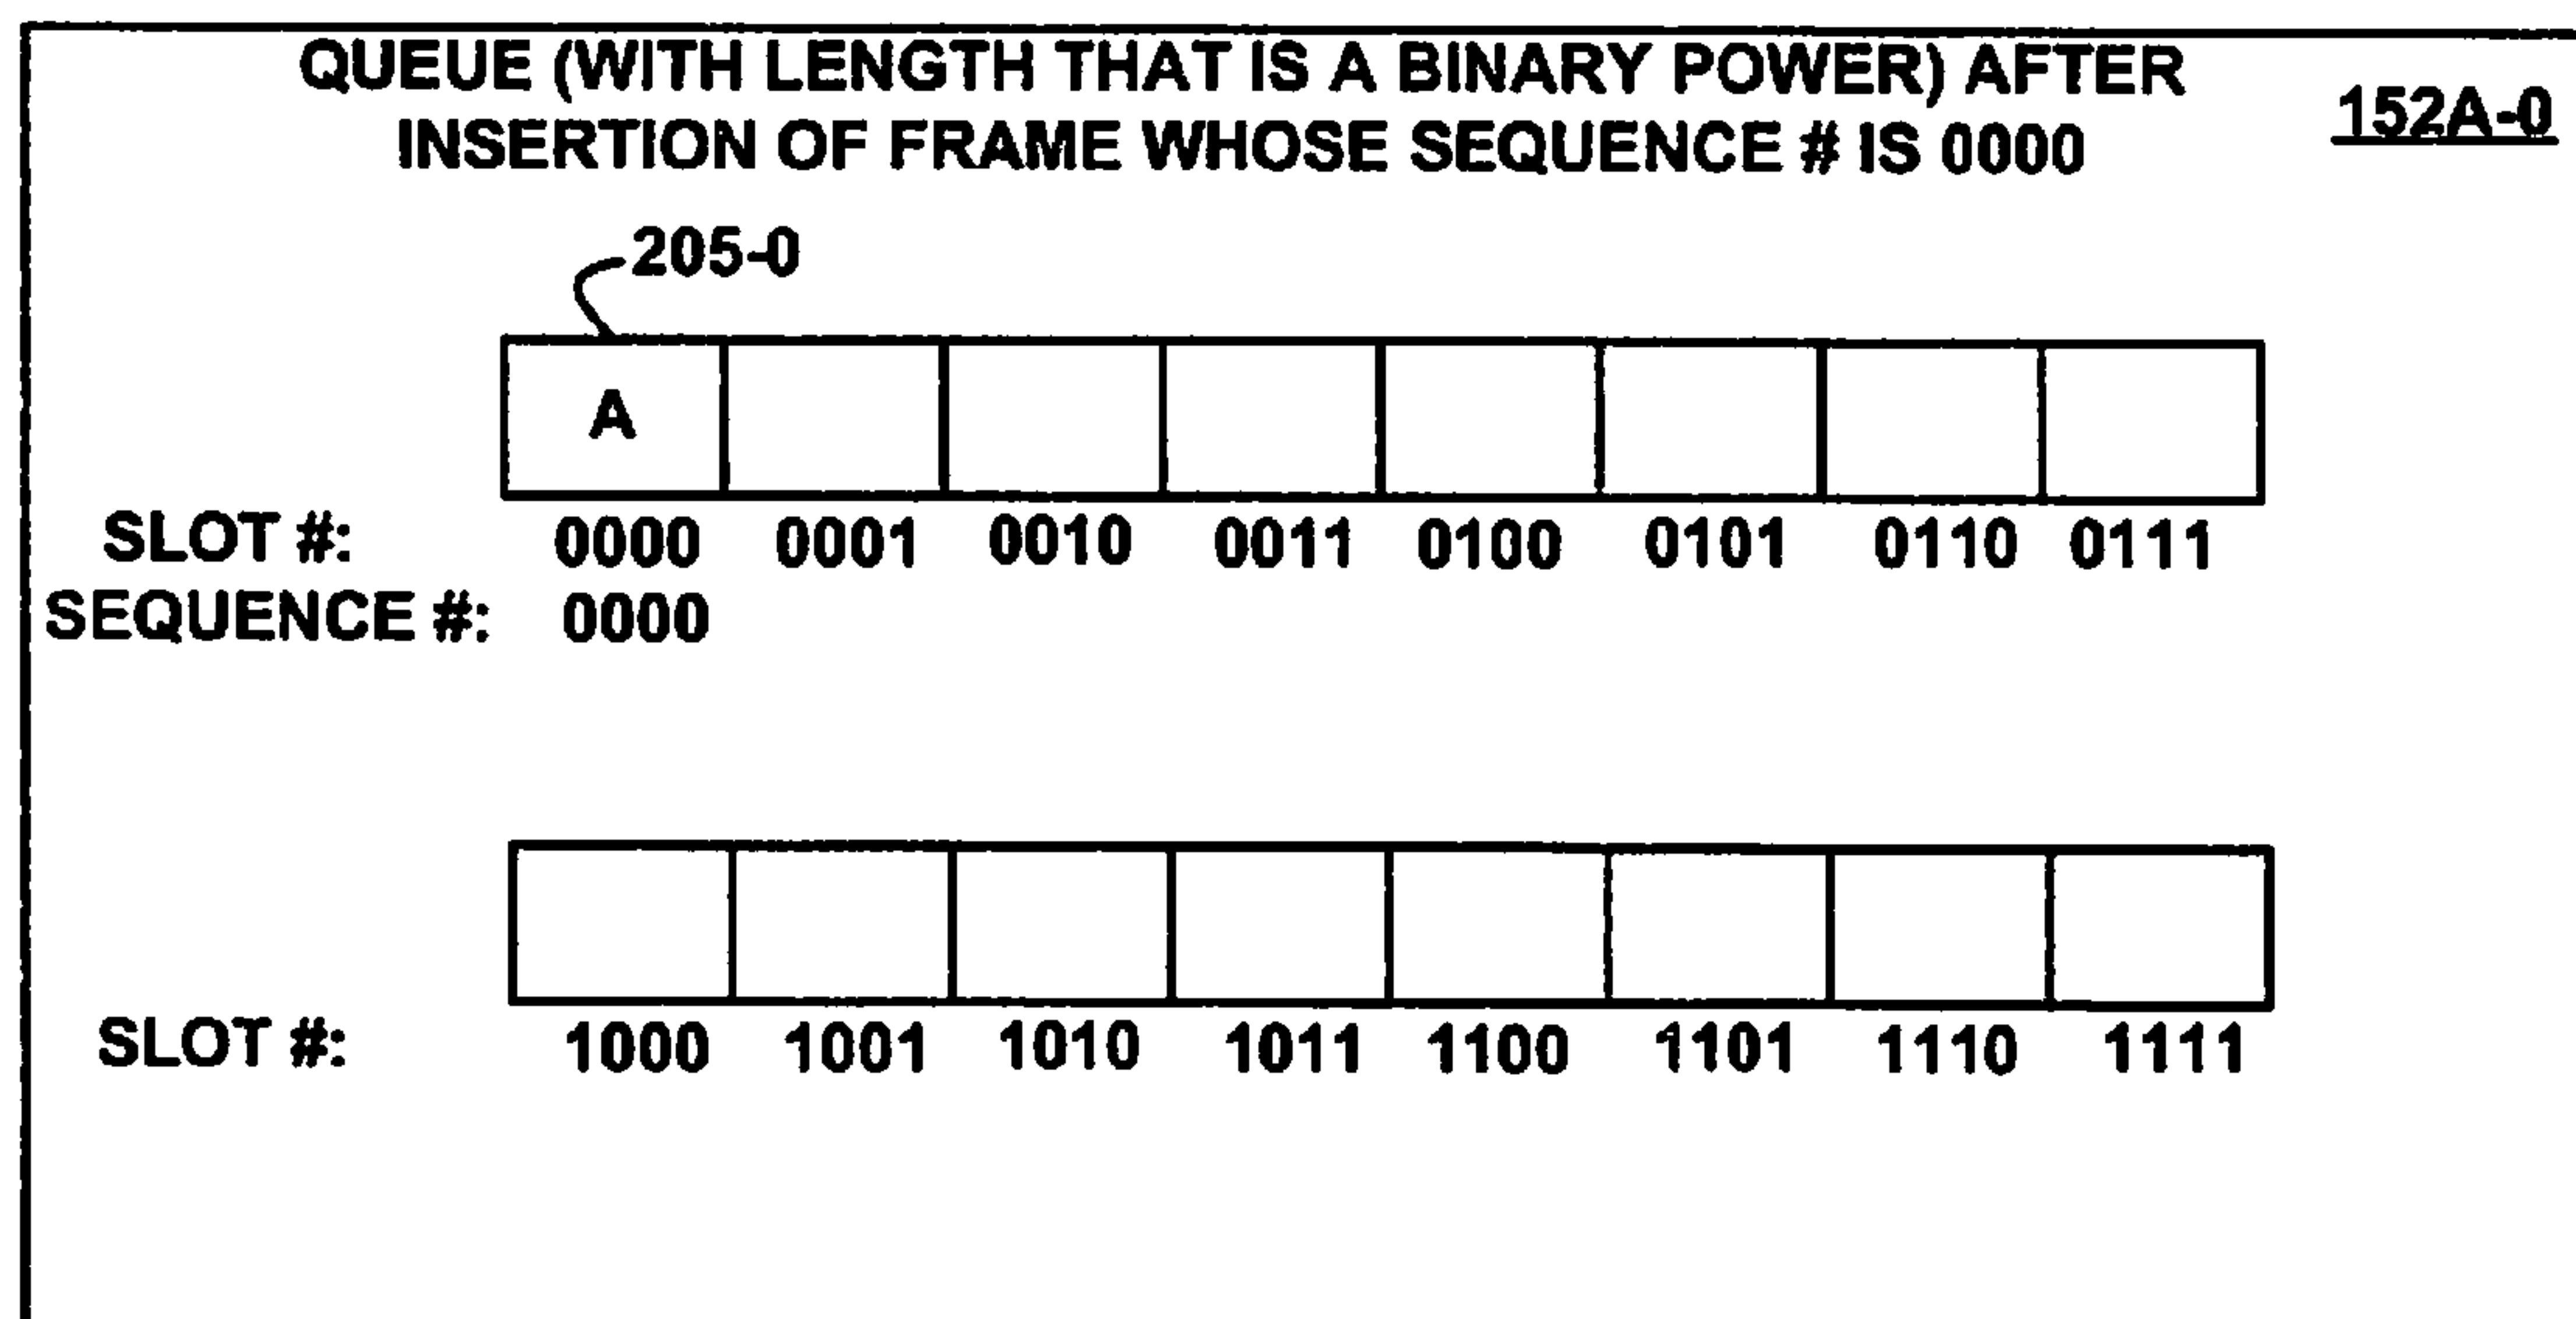 QUEUE (WITH LENGTH THAT IS A BINARY POWER) AFTER
INSERTION OF FRAME WHOSE SEQUENCE # IS 0000
152A-0
205-0
A
SLOT #: 0000 0001 0010 0011 0100 0101 0110 0111
SEQUENCE #: 0000
SLOT #: 1000 1001 1010 1011 1100 1101 1110 1111